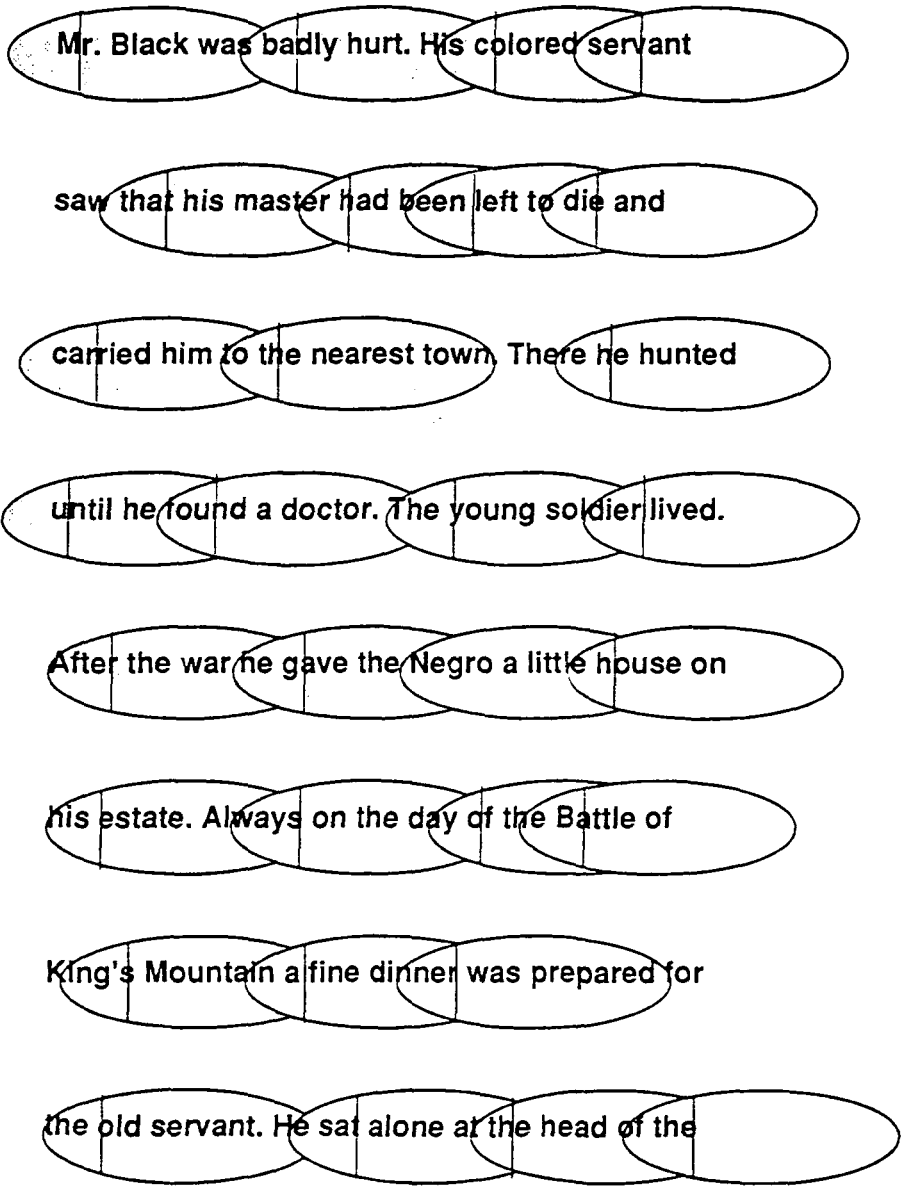 Mr. Black was badly hurt. His colored servant
saw that his master had been left to die and
carried him to the nearest town. There he hunted
until he found a doctor. The young soldier lived.
After the war he gave the Negro a little house on
his estate. Always on the day of the Battle of
King's Mountain a fine dinner was prepared for
the old servant. He sat alone at the head of the